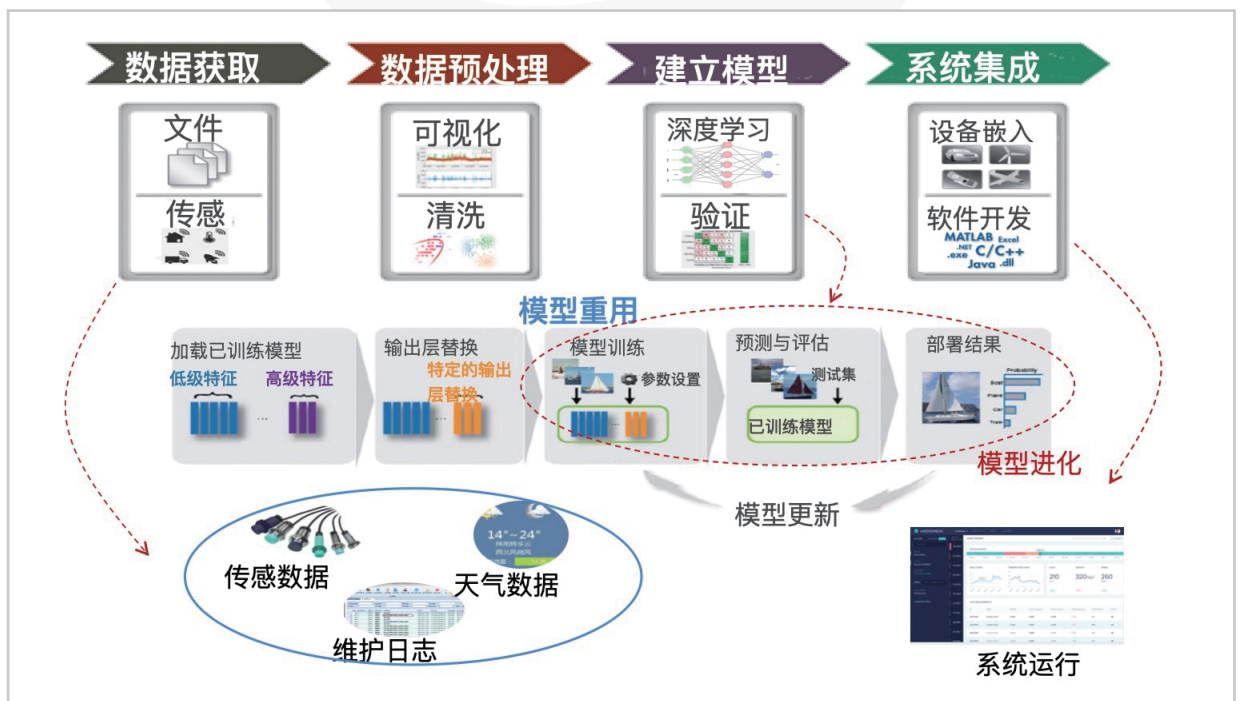 数据获取
数据预处理
建立模型
系统集成
文件
可视化
深度学习
设备嵌入
传感
清洗
验证
软件开发
MATLAB Excel
.NET C/C++
.exe
Java .dll
模型重用
加载已训练模型
输出层替换
模型训练
预测与评估
部署结果
低级特征
高级特征
特定的输出
层替换
参数设置
测试集
Probability
Boat
Plane
Car
Train
已训练模型
模型进化
模型更新
传感数据
14°~24°
天气数据
维护日志
210
320
260
系统运行